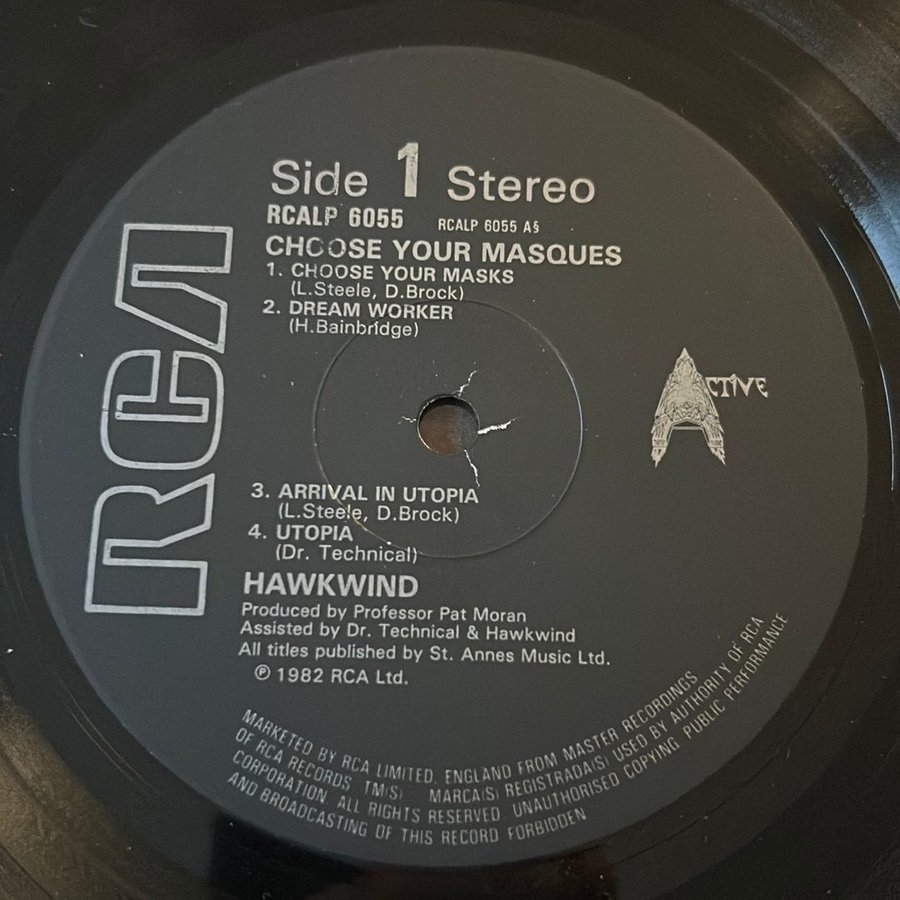 Side 1 Stereo
RCALP 6055 RCALP 6055 A§
CHOOSE YOUR MASQUES
1. CHOOSE YOUR MASKS
(L.Steele, D.Brock)
2. DREAM WORKER
(H.Bainbridge)
RCA
ACTIVE
3. ARRIVAL IN UTOPIA
(L.Steele, D.Brock)
4. UTOPIA
(Dr. Technical)
HAWKWIND
Produced by Professor Pat Moran
Assisted by Dr. Technical & Hawkwind
All titles published by St. Annes Music Ltd.
℗ 1982 RCA Ltd.
MARKETED BY RCA LIMITED, ENGLAND FROM MASTER RECORDINGS
OF RCA RECORDS, TM(S) MARCA(S) REGISTRADA(S) USED BY AUTHORITY OF RCA
CORPORATION. ALL RIGHTS RESERVED. UNAUTHORISED COPYING PUBLIC PERFORMANCE
AND BROADCASTING OF THIS RECORD FORBIDDEN